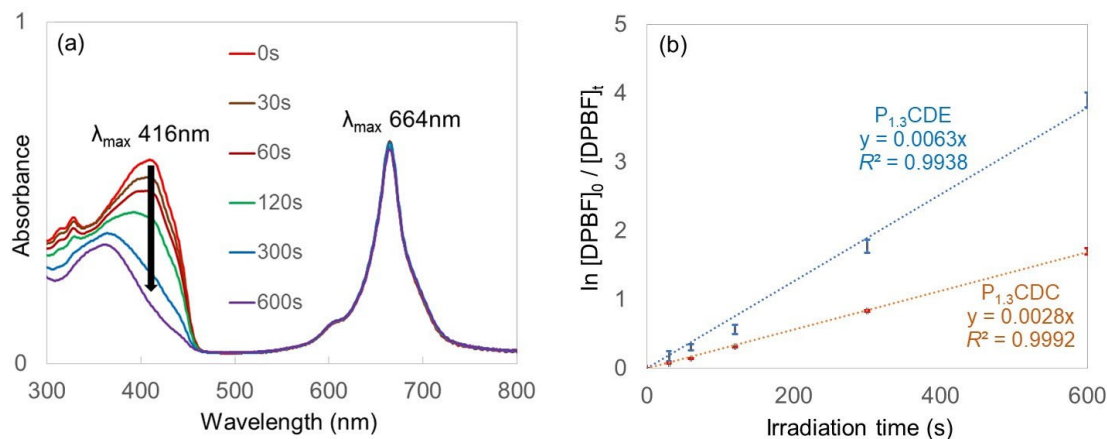 (a)
1
0s
30s
60s
120s
300s
600s
λmax 416nm
λmax 664nm
Absorbance
0
300 400 500 600 700 800
Wavelength (nm)
(b)
5
4
3
2
1
0
ln [DPBF]0 / [DPBF]t
P1.3CDE
y = 0.0063x
R² = 0.9938
P1.3CDC
y = 0.0028x
R² = 0.9992
0 200 400 600
Irradiation time (s)